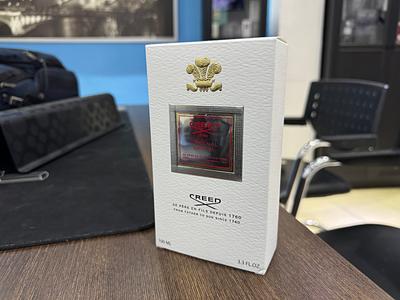 CREED
CREED
DE PÈRE EN FILS DEPUIS 1760
FROM FATHER TO SON SINCE 1760
100 ML
3.3 FL.OZ